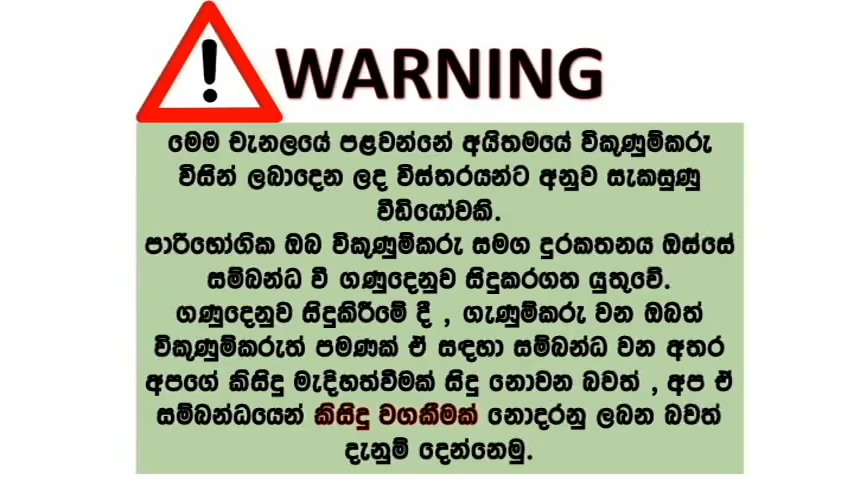 WARNING
මෙම චැනලයේ පළවන්නේ අයිතමයේ විකුණුම්කරු
විසින් ලබාදෙන ලද විස්තරයන්ට අනුව සැකසුණු
වීඩියෝවකි.
පාරිභෝගික ඔබ විකුණුම්කරු සමග දුරකතනය ඔස්සේ
සම්බන්ධ වී ගණුදෙනුව සිදුකරගත යුතුවේ.
ගණුදෙනුව සිදුකිරීමේ දී , ගැණුම්කරු වන ඔබත්
විකුණුම්කරුත් පමණක් ඒ සඳහා සම්බන්ධ වන අතර
අපගේ කිසිදු මැදිහත්වීමක් සිදු නොවන බවත් , අප ඒ
සම්බන්ධයෙන් කිසිදු වගකීමක් නොදරනු ලබන බවත්
දැනුම් දෙන්නෙමු.